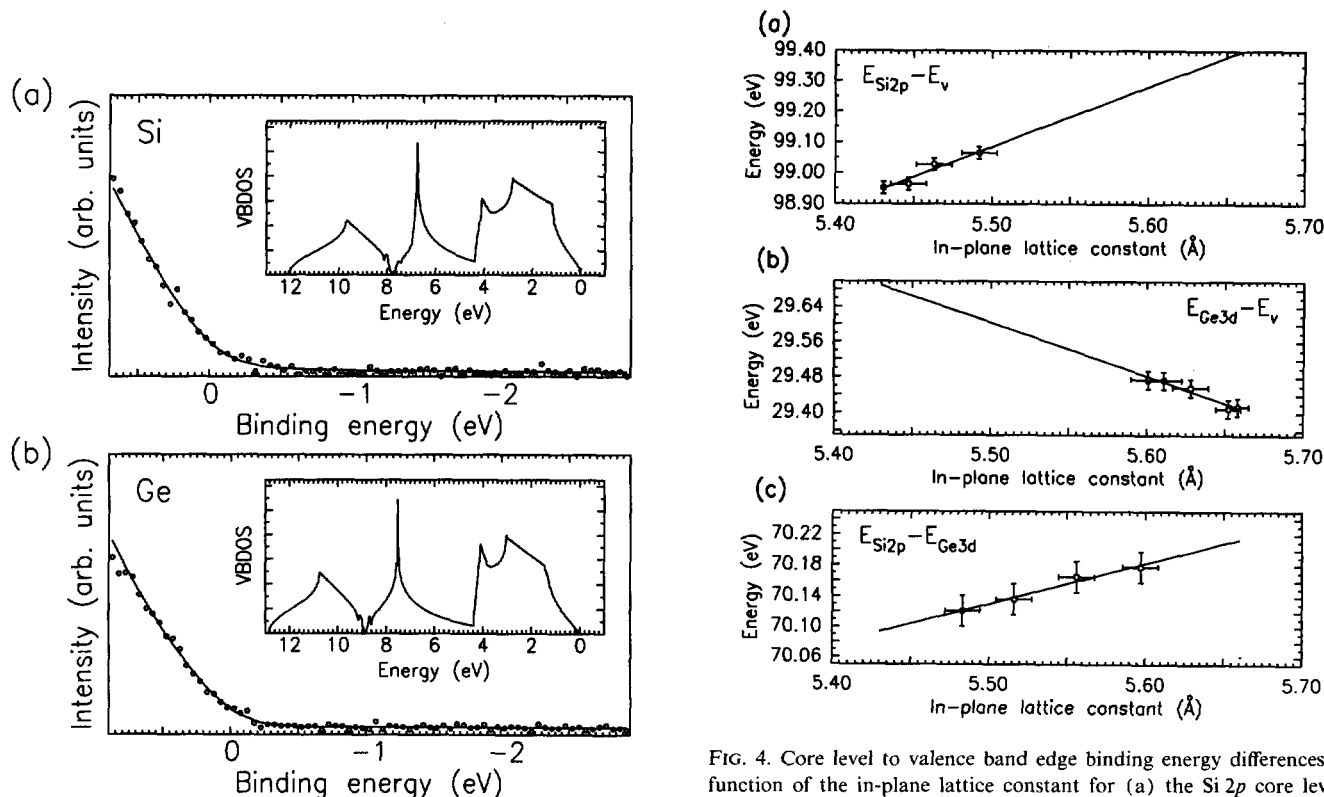 (a)
Si
Intensity (arb. units)
VBDOS
12 10 8 6 4 2 0
Energy (eV)
0 -1 -2
Binding energy (eV)
(b)
Ge
Intensity (arb. units)
VBDOS
12 10 8 6 4 2 0
Energy (eV)
0 -1 -2
Binding energy (eV)
(a)
E_Si2p-E_v
Energy (eV)
99.40
99.30
99.20
99.10
99.00
98.90
5.40 5.50 5.60 5.70
In-plane lattice constant (Å)
(b)
E_Ge3d-E_v
Energy (eV)
29.64
29.56
29.48
29.40
5.40 5.50 5.60 5.70
In-plane lattice constant (Å)
(c)
E_Si2p-E_Ge3d
Energy (eV)
70.22
70.18
70.14
70.10
70.06
5.40 5.50 5.60 5.70
In-plane lattice constant (Å)
FIG. 4. Core level to valence band edge binding energy differences
function of the in-plane lattice constant for (a) the Si 2p core lev